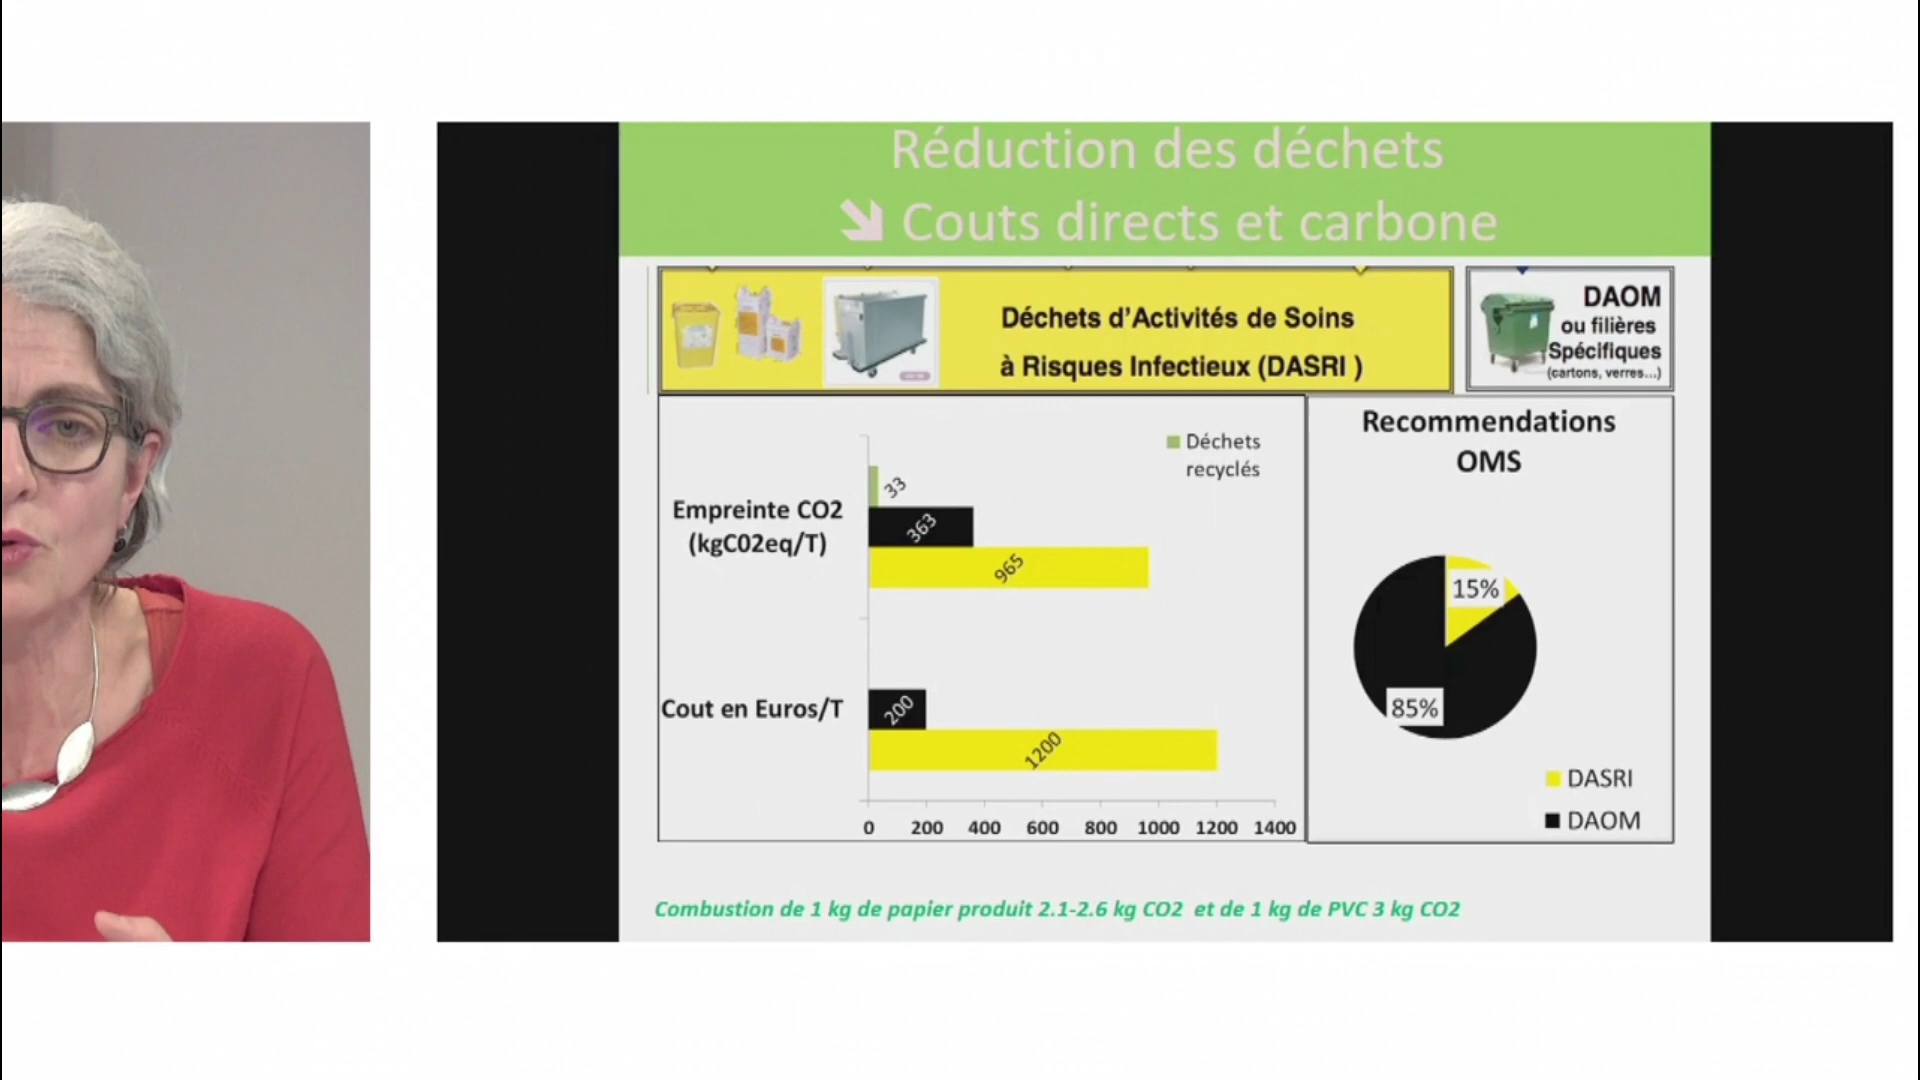 Réduction des déchets
Couts directs et carbone
Déchets d'Activités de Soins
à Risques Infectieux (DASRI )
DAOM
ou filières
Spécifiques
(cartons, verres...)
Déchets
recyclés
Empreinte CO2
(kgC02eq/T)
33
363
965
Cout en Euros/T
200
1200
0 200 400 600 800 1000 1200 1400
Recommendations
OMS
15%
85%
DASRI
DAOM
Combustion de 1 kg de papier produit 2.1-2.6 kg CO2 et de 1 kg de PVC 3 kg CO2